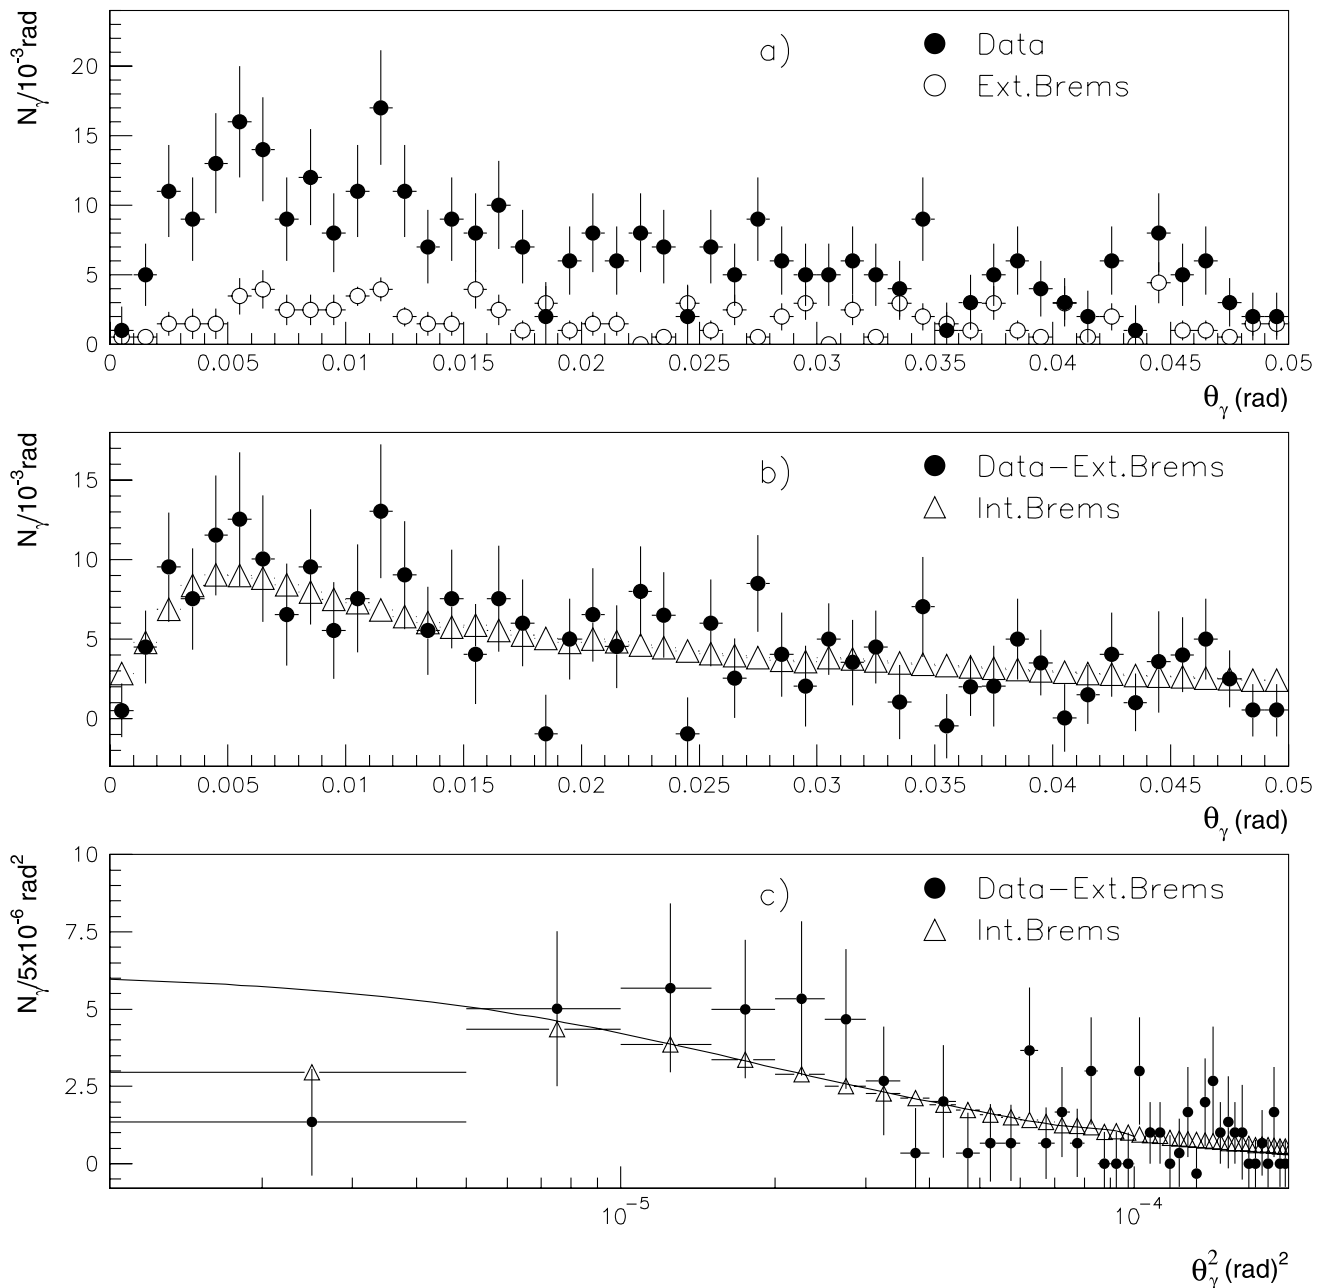 a)
Data
Ext.Brems
N_γ/10⁻³rad
20
15
10
5
0
0 0.005 0.01 0.015 0.02 0.025 0.03 0.035 0.04 0.045 0.05
θ_γ (rad)
b)
Data−Ext.Brems
Int.Brems
N_γ/10⁻³rad
15
10
5
0
0 0.005 0.01 0.015 0.02 0.025 0.03 0.035 0.04 0.045 0.05
θ_γ (rad)
c)
Data−Ext.Brems
Int.Brems
N_γ/5x10⁻⁶ rad²
10
7.5
5
2.5
0
10⁻⁵ 10⁻⁴
θ_γ² (rad)²